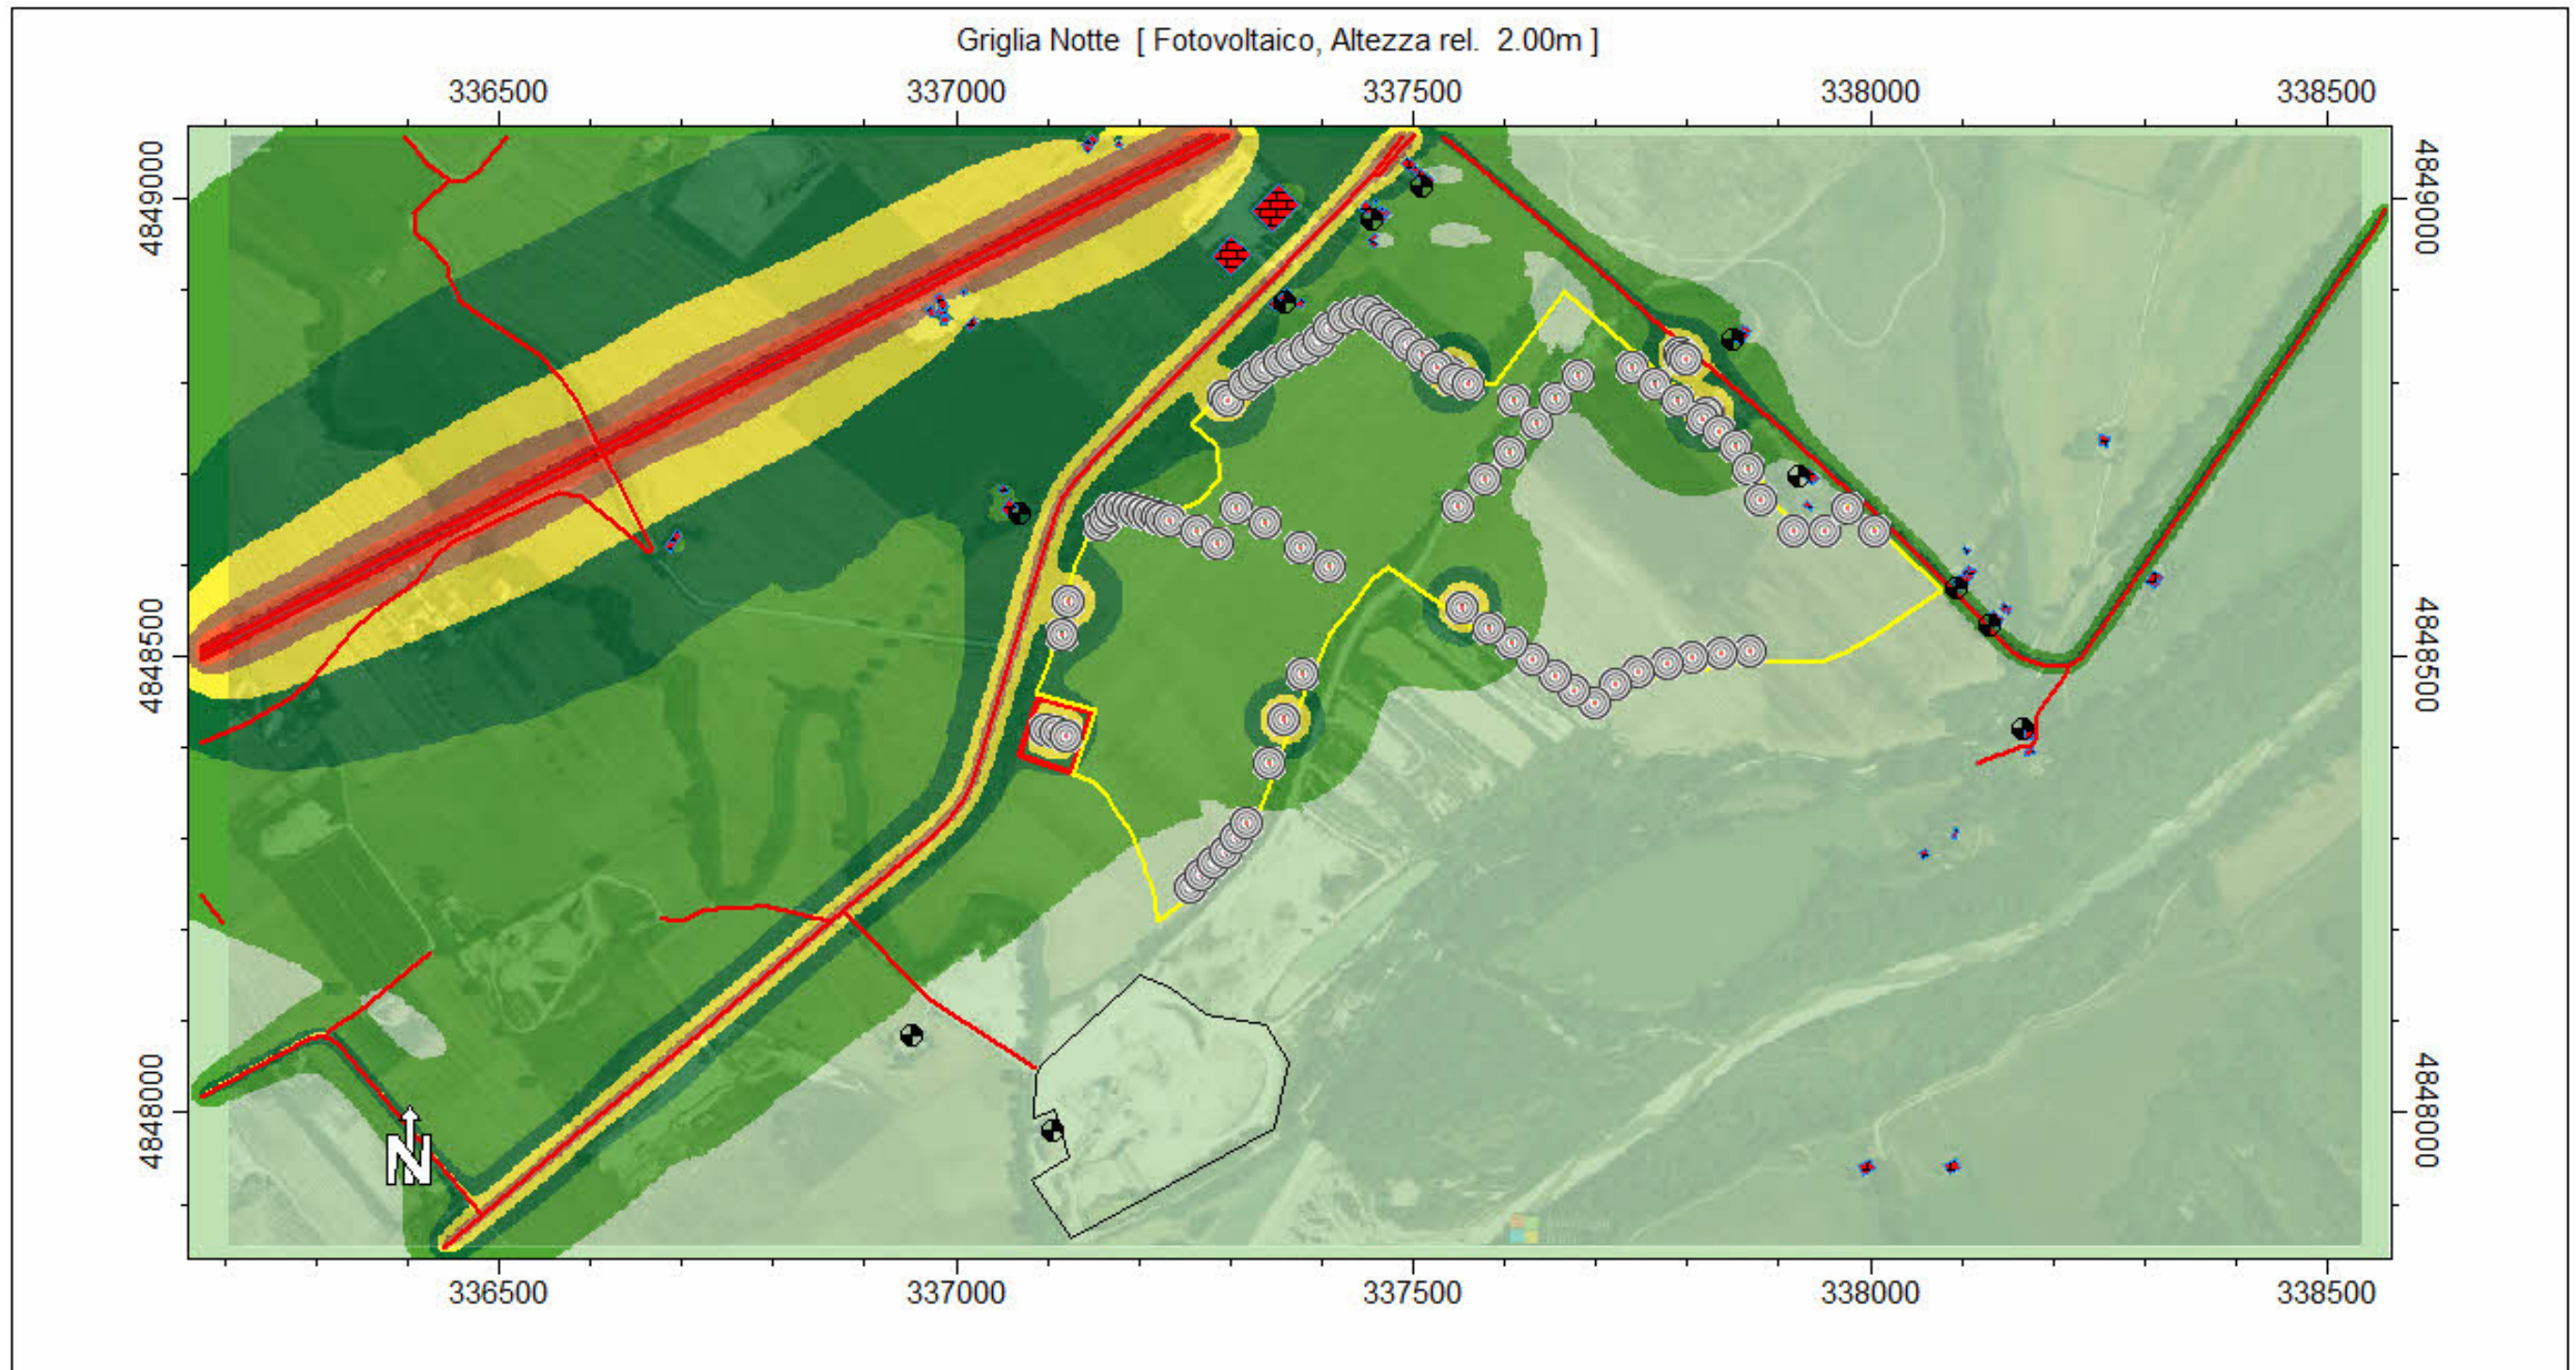 Griglia Notte [ Fotovoltaico, Altezza rel. 2.00m ]
336500 337000 337500 338000 338500
4849000 4849000
4848500 4848500
4848000 4848000
N
336500 337000 337500 338000 338500